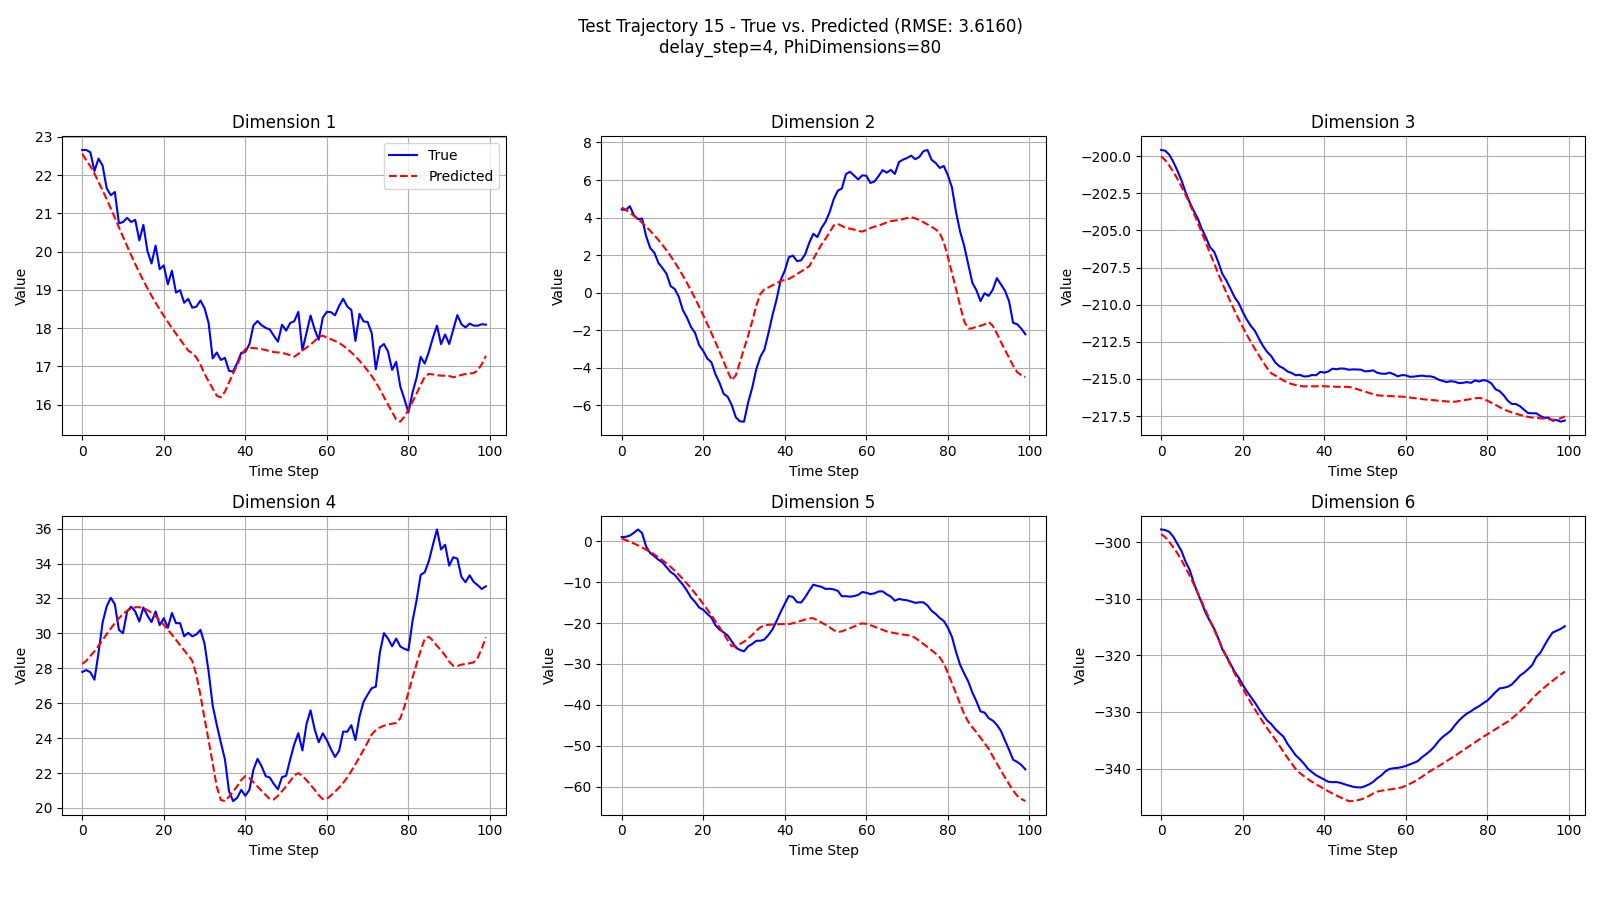 Test Trajectory 15 - True vs. Predicted (RMSE: 3.6160)
delay_step=4, PhiDimensions=80
Dimension 1
23
22
21
20
19
18
17
16
Value
0 20 40 60 80 100
Time Step
True
Predicted
Dimension 2
8
6
4
2
0
−2
−4
−6
Value
0 20 40 60 80 100
Time Step
Dimension 3
−200.0
−202.5
−205.0
−207.5
−210.0
−212.5
−215.0
−217.5
Value
0 20 40 60 80 100
Time Step
Dimension 4
36
34
32
30
28
26
24
22
20
Value
0 20 40 60 80 100
Time Step
Dimension 5
0
−10
−20
−30
−40
−50
−60
Value
0 20 40 60 80 100
Time Step
Dimension 6
−300
−310
−320
−330
−340
Value
0 20 40 60 80 100
Time Step